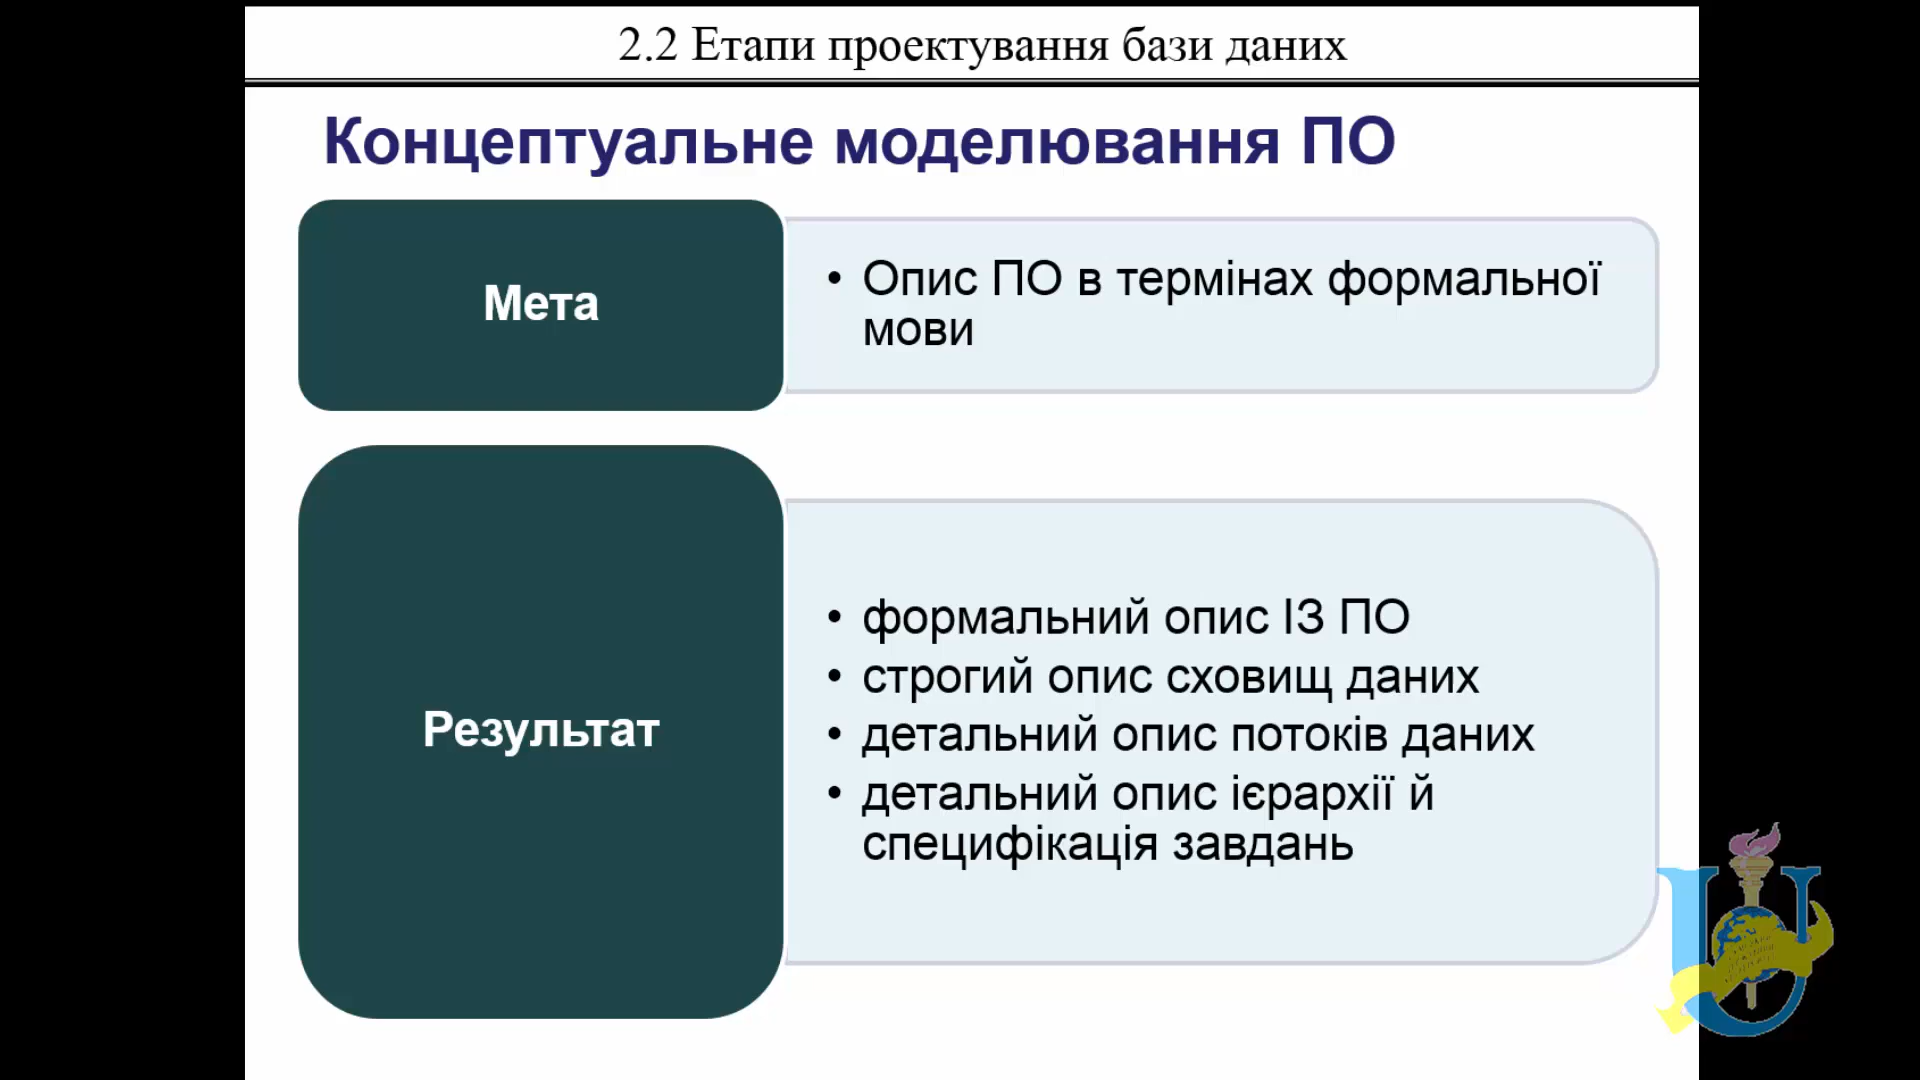 2.2 Етапи проектування бази даних
Концептуальне моделювання ПО
Мета
• Опис ПО в термінах формальної
мови
Результат
• формальний опис ІЗ ПО
• строгий опис сховищ даних
• детальний опис потоків даних
• детальний опис ієрархії й
специфікація завдань